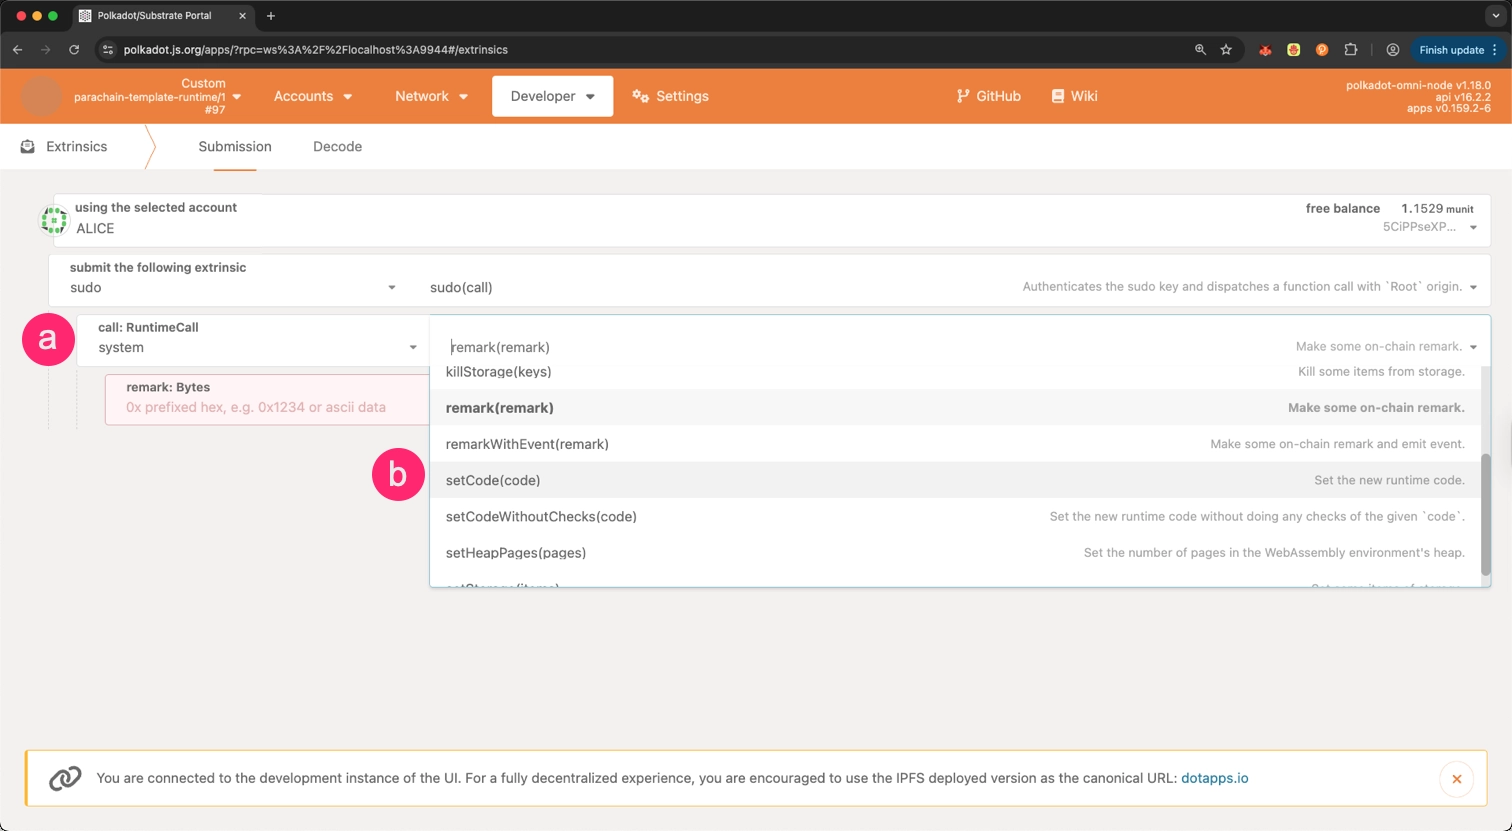 Polkadot/Substrate Portal
polkadot.js.org/apps/?rpc=ws%3A%2F%2Flocalhost%3A9944#/extrinsics
Finish update
Custom
parachain-template-runtime/1
#97
Accounts
Network
Developer
Settings
GitHub
Wiki
polkadot-omni-node v1.18.0
api v16.2.2
apps v0.159.2-6
Extrinsics
Submission
Decode
using the selected account
ALICE
free balance 1.1529 munit
5CiPPseXP...
submit the following extrinsic
sudo
sudo(call)
Authenticates the sudo key and dispatches a function call with `Root` origin.
a
call: RuntimeCall
system
remark(remark)
Make some on-chain remark.
remark: Bytes
0x prefixed hex, e.g. 0x1234 or ascii data
killStorage(keys)
Kill some items from storage.
remark(remark)
Make some on-chain remark.
remarkWithEvent(remark)
Make some on-chain remark and emit event.
b
setCode(code)
Set the new runtime code.
setCodeWithoutChecks(code)
Set the new runtime code without doing any checks of the given `code`.
setHeapPages(pages)
Set the number of pages in the WebAssembly environment's heap.
setStorage(items)
Set some items of storage.
You are connected to the development instance of the UI. For a fully decentralized experience, you are encouraged to use the IPFS deployed version as the canonical URL: dotapps.io